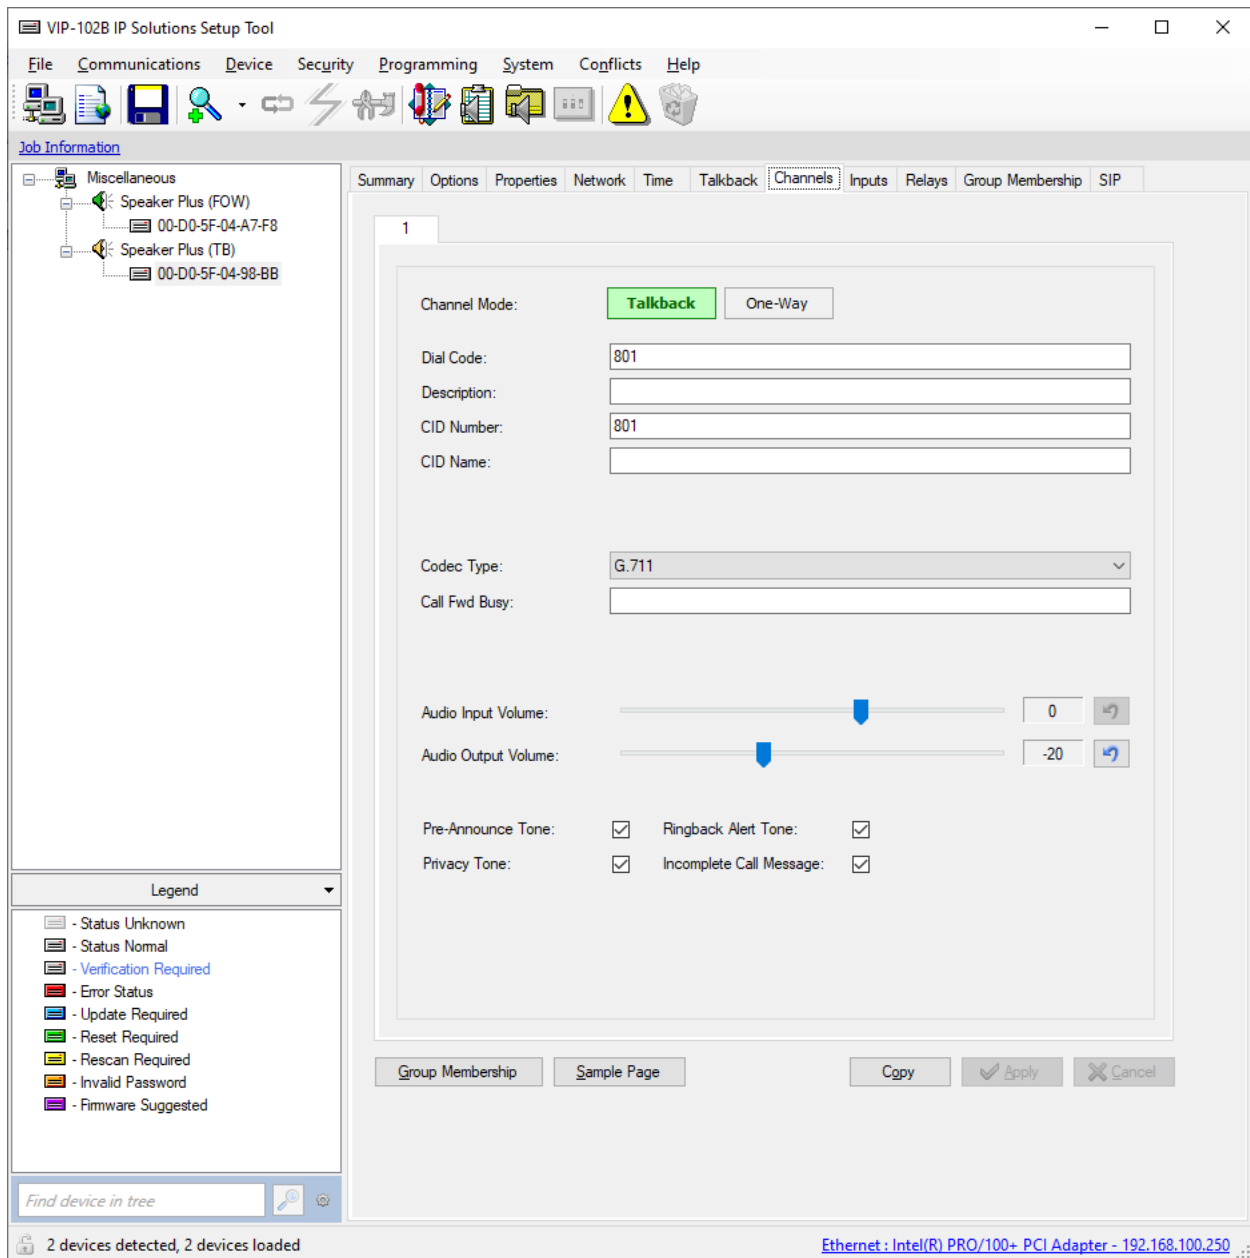 VIP-102B IP Solutions Setup Tool
File Communications Device Security Programming System Conflicts Help
Job Information
Miscellaneous
Speaker Plus (FOW)
00-D0-5F-04-A7-F8
Speaker Plus (TB)
00-D0-5F-04-98-BB
Summary Options Properties Network Time Talkback Channels Inputs Relays Group Membership SIP
1
Channel Mode: Talkback One-Way
Dial Code: 801
Description:
CID Number: 801
CID Name:
Codec Type: G.711
Call Fwd Busy:
Audio Input Volume: 0
Audio Output Volume: -20
Pre-Announce Tone: Ringback Alert Tone:
Privacy Tone: Incomplete Call Message:
Group Membership Sample Page Copy Apply Cancel
Legend
- Status Unknown
- Status Normal
- Verification Required
- Error Status
- Update Required
- Reset Required
- Rescan Required
- Invalid Password
- Firmware Suggested
Find device in tree
2 devices detected, 2 devices loaded
Ethernet : Intel(R) PRO/100+ PCI Adapter - 192.168.100.250